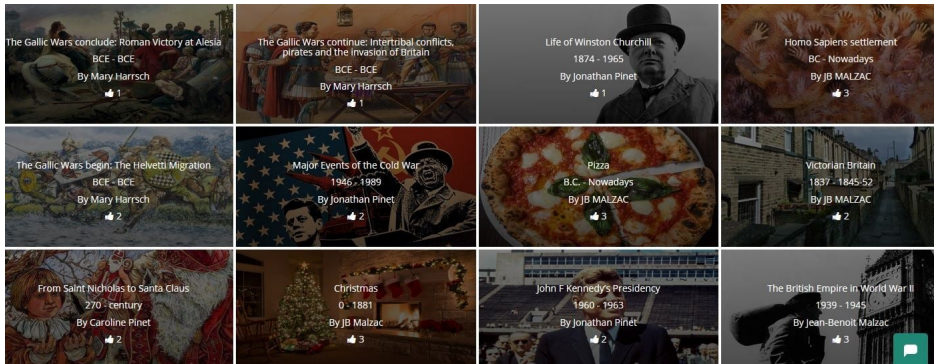 The Gallic Wars conclude: Roman Victory at Alesia
BCE - BCE
By Mary Harrsch
1
The Gallic Wars continue: Intertribal conflicts,
pirates and the invasion of Britain
BCE - BCE
By Mary Harrsch
1
Life of Winston Churchill
1874 - 1965
By Jonathan Pinet
1
Homo Sapiens settlement
BC - Nowadays
By JB MALZAC
3
The Gallic Wars begin: The Helvetti Migration
BCE - BCE
By Mary Harrsch
2
Major Events of the Cold War
1946 - 1989
By Jonathan Pinet
2
Pizza
B.C. - Nowadays
By JB MALZAC
3
Victorian Britain
1837 - 1845-52
By JB MALZAC
2
From Saint Nicholas to Santa Claus
270 - century
By Caroline Pinet
2
Christmas
0 - 1881
By JB Malzac
3
John F Kennedy's Presidency
1960 - 1963
By Jonathan Pinet
2
The British Empire in World War II
1939 - 1945
By Jean-Benoit Malzac
3